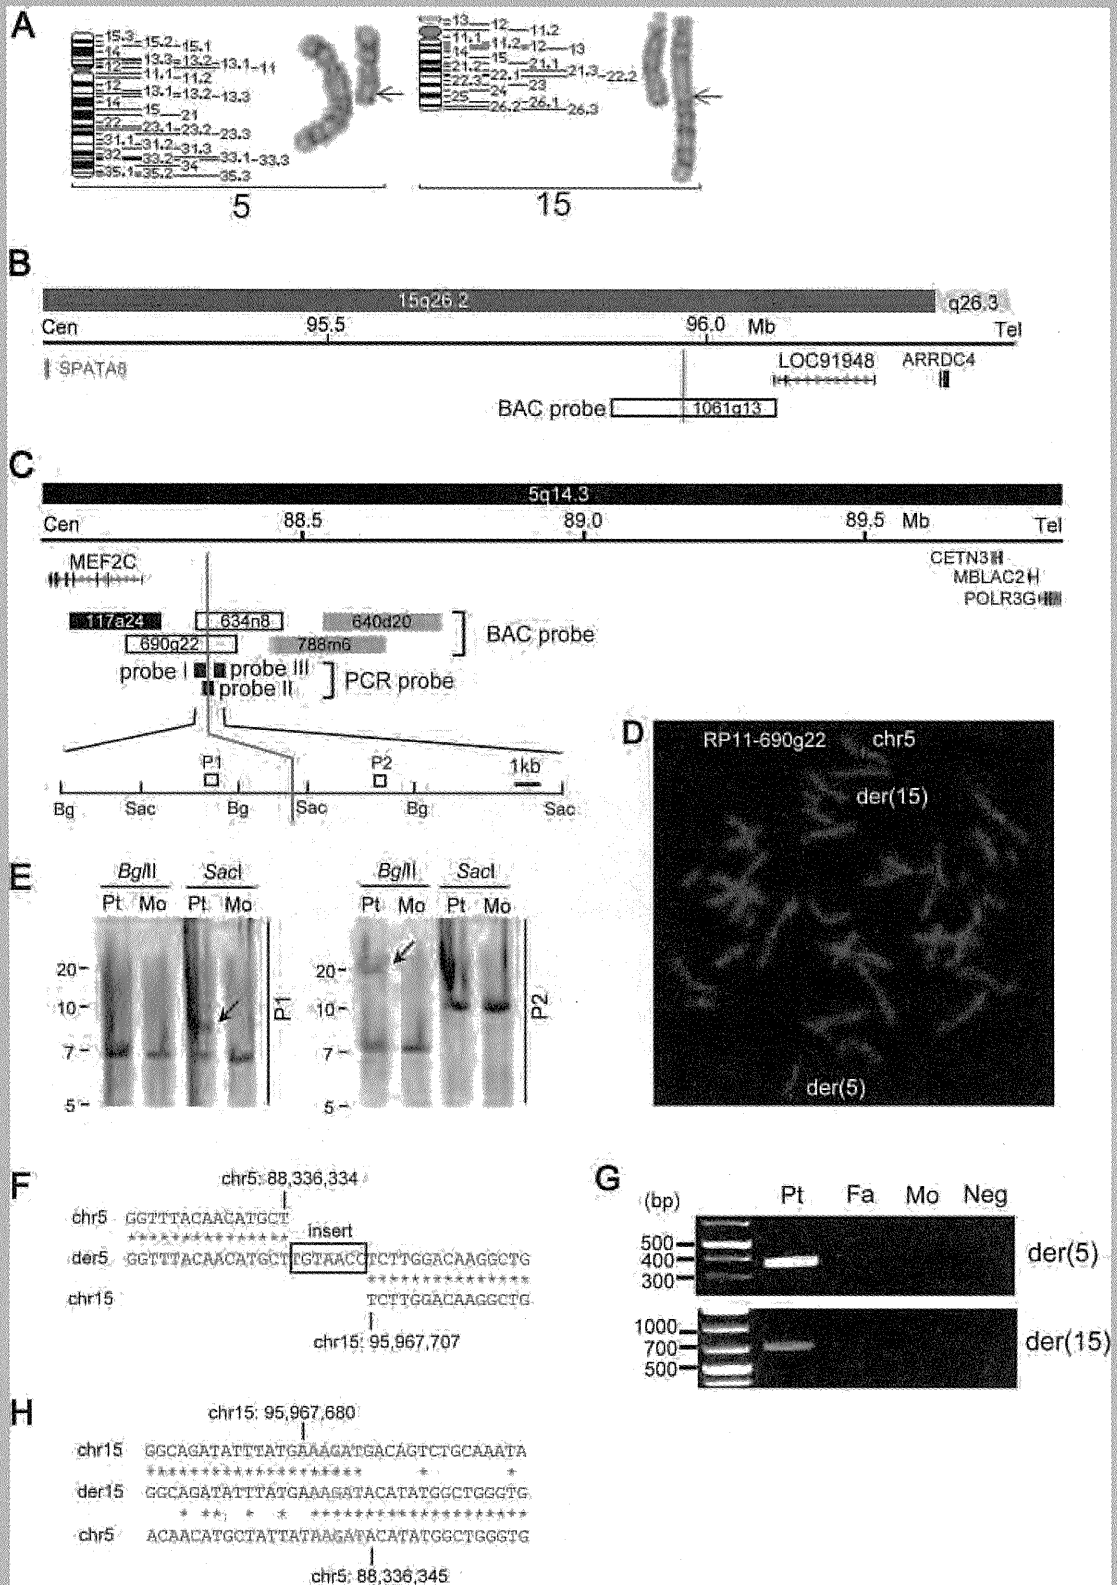 A
15.3 15.2 15.1
14 13.3 13.2 13.1 11
12 11.1 11.2
12 13.1 13.2 13.3
14 15 21
22 23.1 23.2 23.3
31.1 31.2 31.3
32 33.2 33.1 33.3
35.1 35.2 34 35.3
5
13 12 11.2
11.1 11.2 12 13
14 15 21.1
21.2 22.1 21.3 22.2
22.3 24 23
25 26.2 26.1 26.3
15
B
15q26.2
q26.3
Cen 95.5 96.0 Mb Tel
SPATA8 LOC91948 ARRDC4
BAC probe 1061g13
C
5q14.3
Cen 88.5 89.0 89.5 Mb Tel
MEF2C
CETN3
MBLAC2
POLR3G
117a24 634n8 640d20
690g22 788m6
BAC probe
probe I probe III
probe II
PCR probe
P1 P2 1kb
Bg Sac Bg Sac Bg Sac
D
RP11-690g22 chr5
der(15)
der(5)
E
BglII SacI
Pt Mo Pt Mo
20
10
7
5
P1
BglII SacI
Pt Mo Pt Mo
20
10
7
5
P2
F
chr5: 88,336,334
chr5 GGTTTACAACATGCT
insert
der5 GGTTTACAACATGCTTGTAACCTCTTGGACAAGGCTG
chr15 TCTTGGACAAGGCTG
chr15: 95,967,707
G
(bp) Pt Fa Mo Neg
500
400
300
der(5)
1000
700
500
der(15)
H
chr15: 95,967,680
chr15 GGCAGATATTTATGAAAGATGACAGTCTGCAAATA
der15 GGCAGATATTTATGAAAGATACATATGGCTGGGTG
chr5 ACAACATGCTATTATAAGATACATATGGCTGGGTG
chr5: 88,336,345